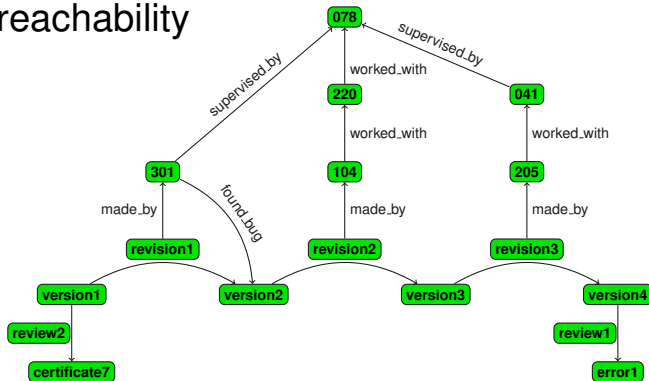 reachability
078
supervised_by
supervised_by
worked_with
220
041
worked_with
worked_with
301
104
205
made_by
found_bug
made_by
made_by
revision1
revision2
revision3
version1
version2
version3
version4
review2
review1
certificate7
error1